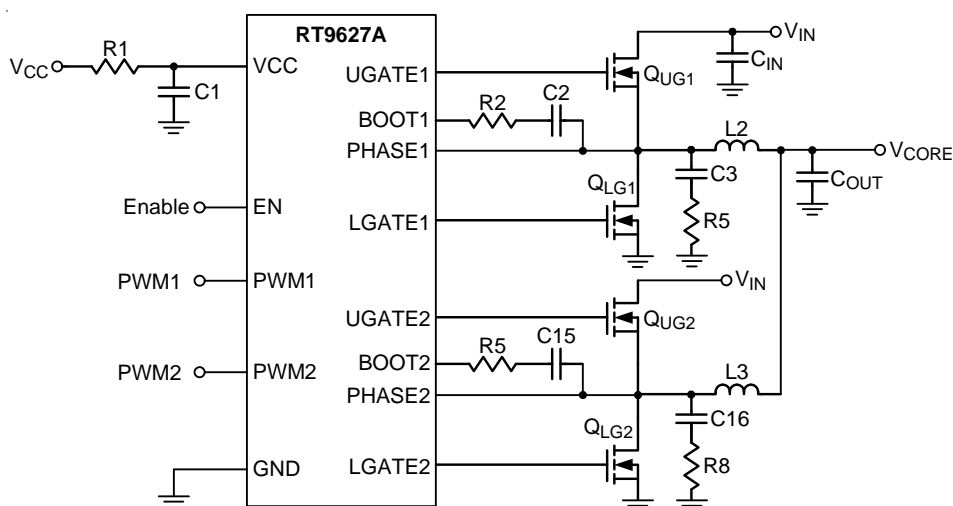 RT9627A
R1
VCC
VCC
C1
UGATE1
QUG1
VIN
CIN
BOOT1
R2
C2
PHASE1
L2
VCORE
C3
COUT
QLG1
Enable
EN
LGATE1
R5
PWM1
PWM1
VIN
UGATE2
QUG2
BOOT2
R5
C15
PWM2
PWM2
PHASE2
L3
C16
QLG2
GND
LGATE2
R8